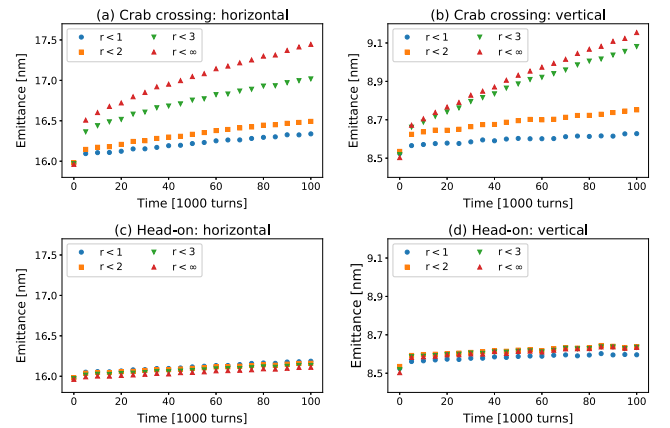 (a) Crab crossing: horizontal
Emittance [nm]
17.5
17.0
16.5
16.0
r < 1
r < 2
r < 3
r < ∞
0 20 40 60 80 100
Time [1000 turns]
(b) Crab crossing: vertical
Emittance [nm]
9.1
8.9
8.7
8.5
r < 1
r < 2
r < 3
r < ∞
0 20 40 60 80 100
Time [1000 turns]
(c) Head-on: horizontal
Emittance [nm]
17.5
17.0
16.5
16.0
r < 1
r < 2
r < 3
r < ∞
0 20 40 60 80 100
Time [1000 turns]
(d) Head-on: vertical
Emittance [nm]
9.1
8.9
8.7
8.5
r < 1
r < 2
r < 3
r < ∞
0 20 40 60 80 100
Time [1000 turns]